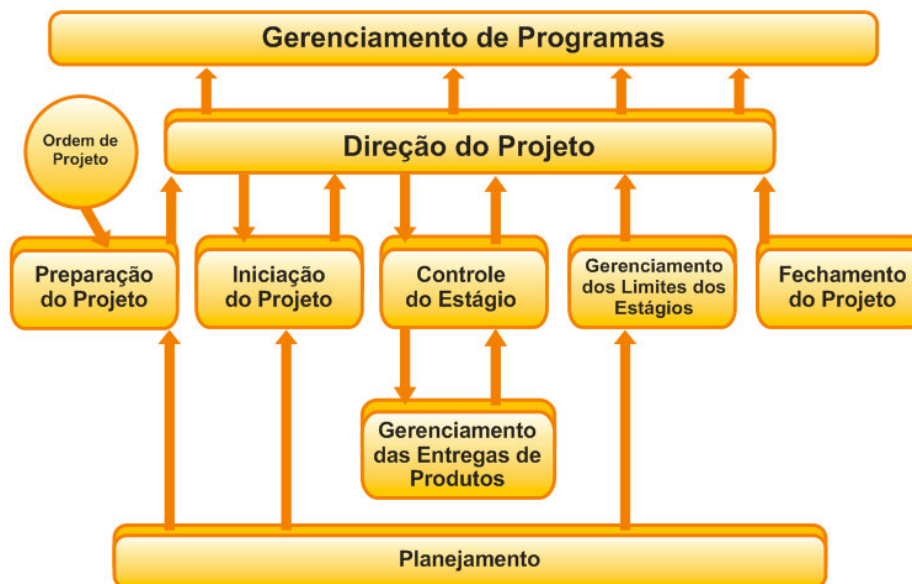 Gerenciamento de Programas
Ordem de
Projeto
Direção do Projeto
Preparação
do Projeto
Iniciação
do Projeto
Controle
do Estágio
Gerenciamento
dos Limites dos
Estágios
Fechamento
do Projeto
Gerenciamento
das Entregas de
Produtos
Planejamento